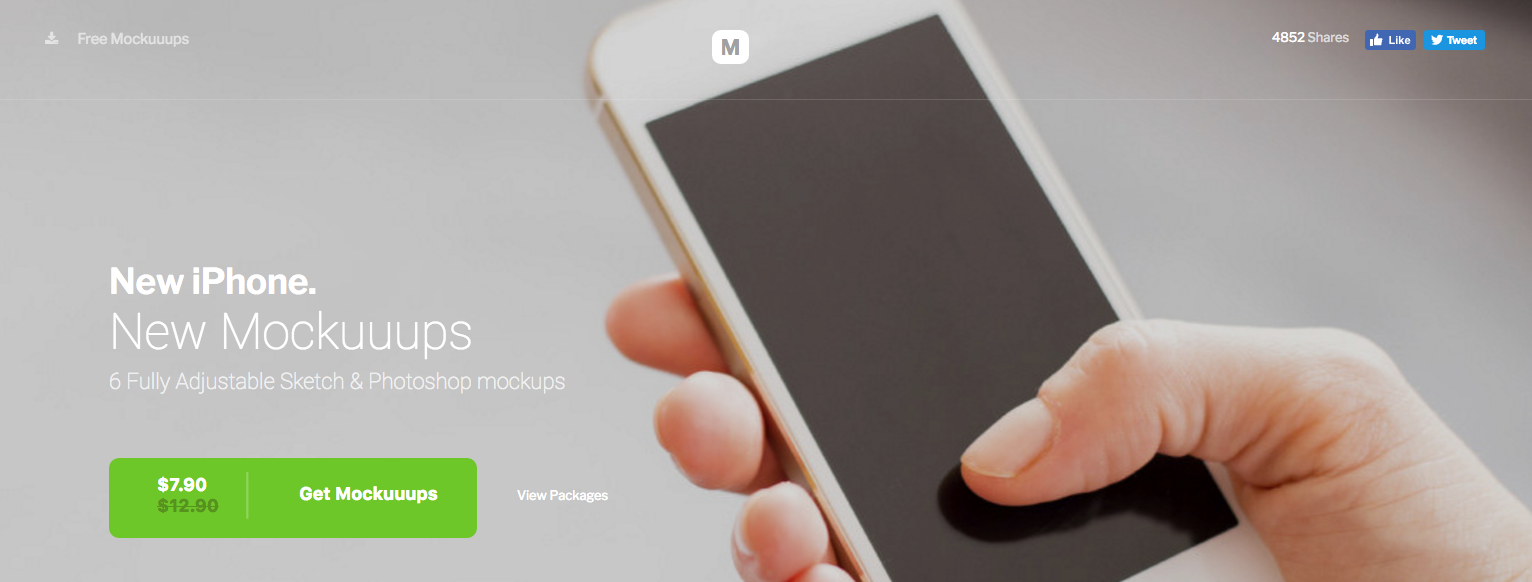 Free Mockuuups
M
4852 Shares
Like
Tweet
New iPhone.
New Mockuuups
6 Fully Adjustable Sketch & Photoshop mockups
$7.90
$12.90
Get Mockuuups
View Packages